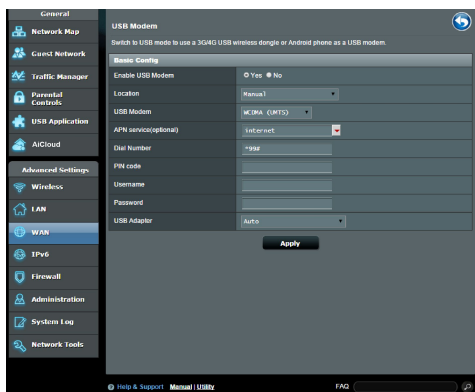 General
Network Map
Guest Network
Traffic Manager
Parental
Controls
USB Application
AiCloud
Advanced Settings
Wireless
LAN
WAN
IPv6
Firewall
Administration
System Log
Network Tools
USB Modem
Switch to USB mode to use a 3G/4G USB wireless dongle or Android phone as a USB modem.
Basic Config
Enable USB Modem Yes No
Location Manual
USB Modem WCDMA (UMTS)
APN service(optional) internet
Dial Number *99#
PIN code
Username
Password
USB Adapter Auto
Apply
Help & Support Manual | Utility FAQ